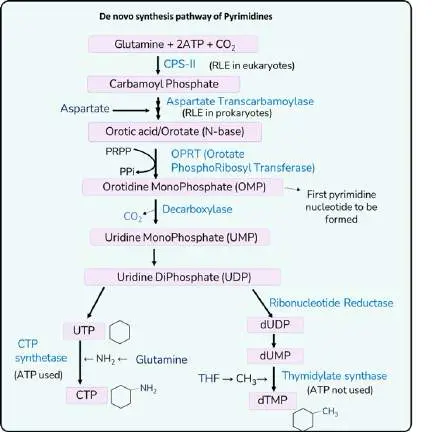 De novo synthesis pathway of Pyrimidines
Glutamine + 2ATP + CO₂
CPS-II (RLE in eukaryotes)
Carbamoyl Phosphate
Aspartate
Aspartate Transcarbamoylase
(RLE in prokaryotes)
Orotic acid/Orotate (N-base)
PRPP
OPRT (Orotate
PhosphoRibosyl Transferase)
PPi
Orotidine MonoPhosphate (OMP)
First pyrimidine
nucleotide to be
formed
CO₂
Decarboxylase
Uridine MonoPhosphate (UMP)
Uridine DiPhosphate (UDP)
Ribonucleotide Reductase
UTP
dUDP
CTP
synthetase
(ATP used)
NH₂
Glutamine
dUMP
THF
CH₃
Thymidylate synthase
(ATP not used)
CTP
NH₂
dTMP
CH₃